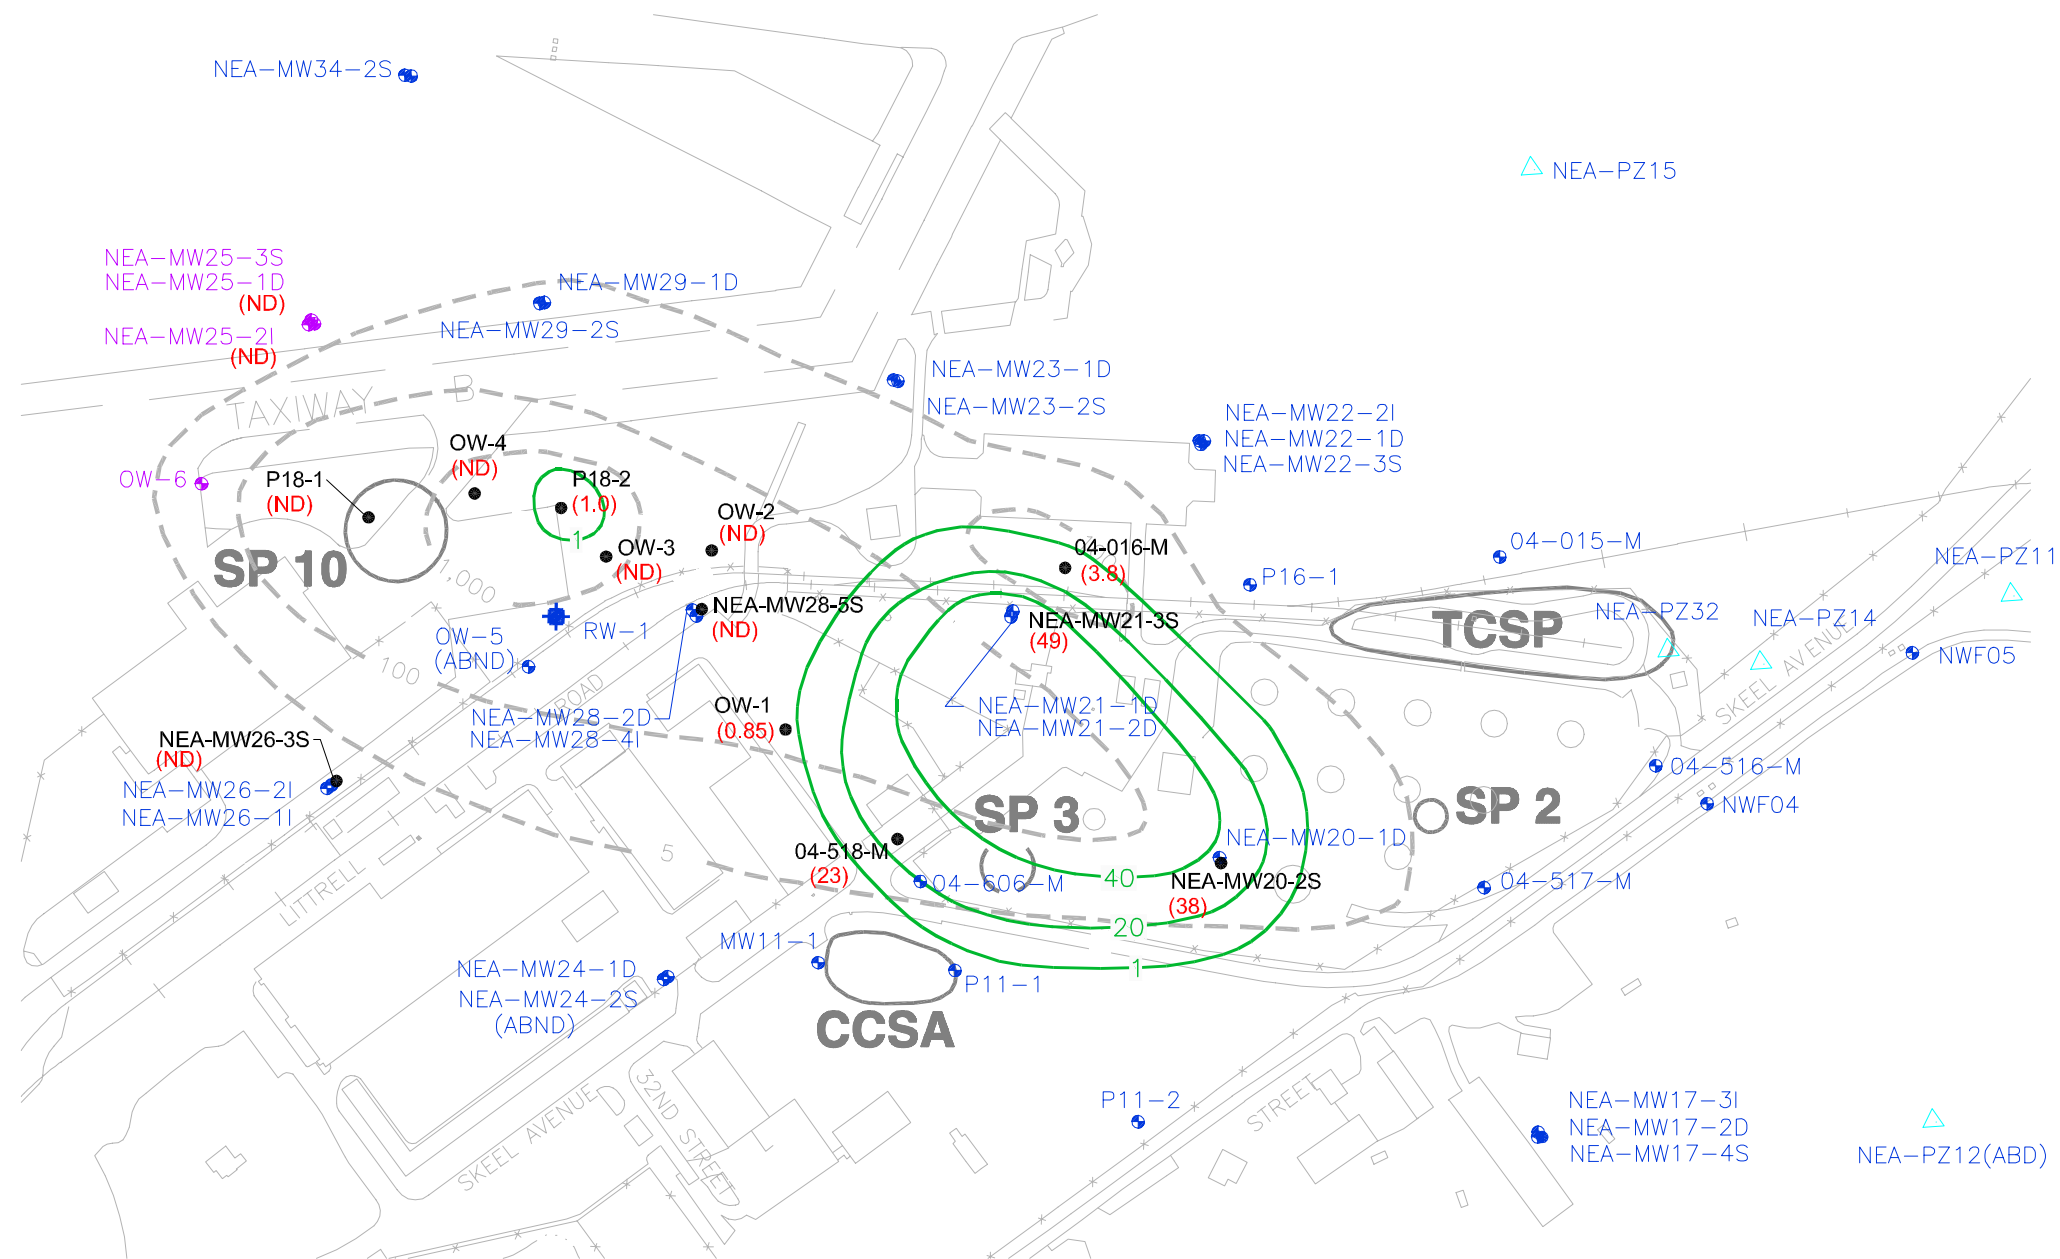 NEA-MW34-2S
NEA-PZ15
NEA-MW25-3S
NEA-MW25-1D
(ND)
NEA-MW25-2I
(ND)
NEA-MW29-1D
NEA-MW29-2S
NEA-MW23-1D
NEA-MW23-2S
TAXIWAY B
NEA-MW22-2I
NEA-MW22-1D
NEA-MW22-3S
OW-6
P18-1
(ND)
OW-4
(ND)
P18-2
(1.0)
1
OW-2
(ND)
OW-3
(ND)
SP 10
1,000
04-016-M
(3.8)
04-015-M
P16-1
NEA-PZ11
NEA-PZ32
NEA-PZ14
TCSP
NEA-MW28-5S
(ND)
RW-1
OW-5
(ABND)
100
NEA-MW21-3S
(49)
NWF05
SKEEL AVENUE
ROAD
OW-1
(0.85)
NEA-MW28-2D
NEA-MW28-4I
NEA-MW21-1D
NEA-MW21-2D
NEA-MW26-3S
(ND)
NEA-MW26-2I
NEA-MW26-1I
04-516-M
NWF04
SP 3
SP 2
5
04-518-M
(23)
04-606-M
NEA-MW20-1D
NEA-MW20-2S
(38)
40
20
1
04-517-M
LITTRELL
MW11-1
P11-1
NEA-MW24-1D
NEA-MW24-2S
(ABND)
CCSA
SKEEL AVENUE
32ND STREET
P11-2
STREET
NEA-MW17-3I
NEA-MW17-2D
NEA-MW17-4S
NEA-PZ12(ABD)